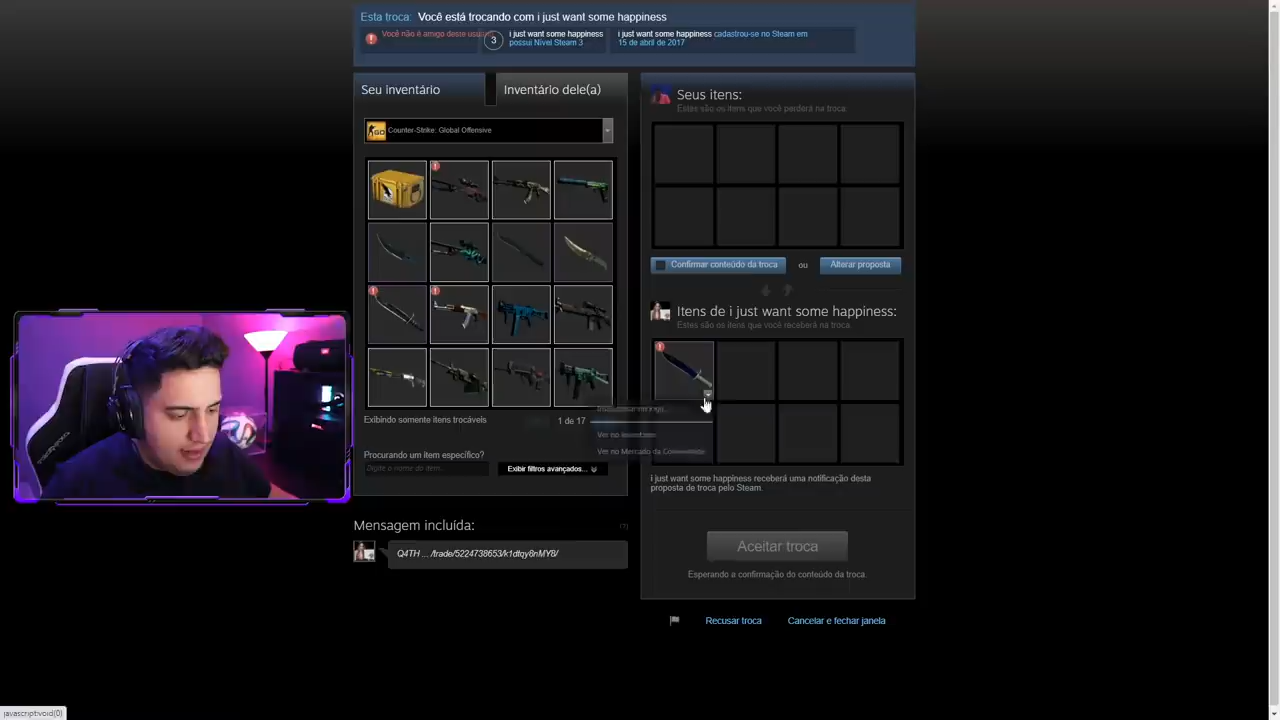 Esta troca: Você está trocando com i just want some happiness
Você não é amigo deste
3
i just want some happiness
possui Nível Steam 3
i just want some happiness cadastrou-se no Steam em
15 de abril de 2017
Seu inventário
Inventário dele(a)
Counter-Strike: Global Offensive
Exibindo somente itens trocáveis
1 de 17
Procurando um item específico?
Digite o nome do item...
Exibir filtros avançados...
Mensagem incluída:
(?)
Q4TH ... /trade/5224738653/k1dfqy8nMY8/
Seus itens:
Estes são os itens que você perderá na troca.
Confirmar conteúdo da troca
ou
Alterar proposta
Itens de i just want some happiness:
Estes são os itens que você receberá na troca.
Ver no Inventário
Ver no Mercado da Comunidade
i just want some happiness receberá uma notificação desta
proposta de troca pelo Steam.
Aceitar troca
Esperando a confirmação do conteúdo da troca.
Recusar troca
Cancelar e fechar janela
javascript:void(0)